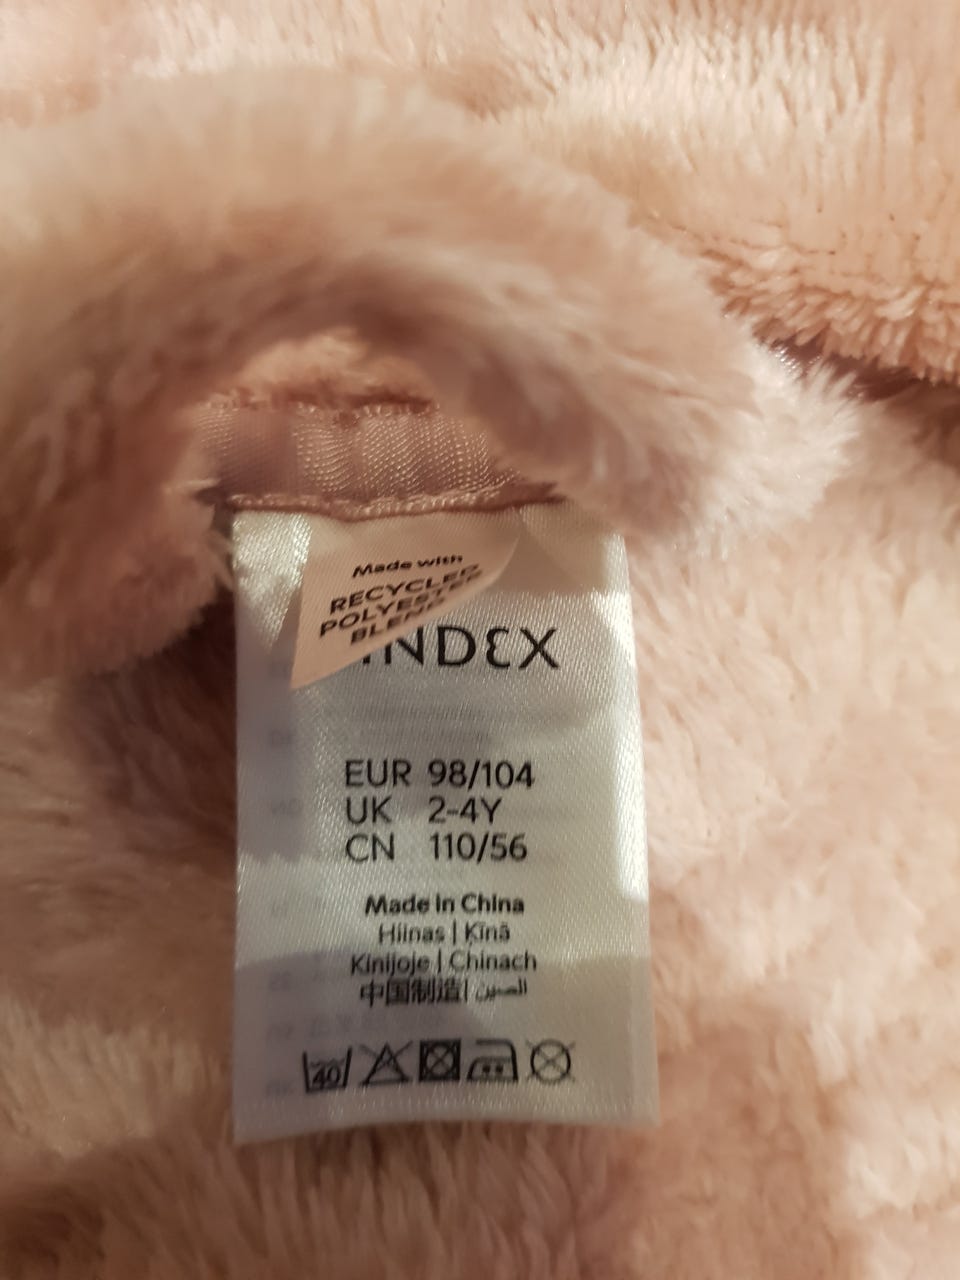 Made with
RECYCLED
POLYESTER
BLEND
INDEX
EUR 98/104
UK 2-4Y
CN 110/56
Made in China
Hiinas | Ķīnā
Kinijoje | Chinach
中国制造 | الصين
40